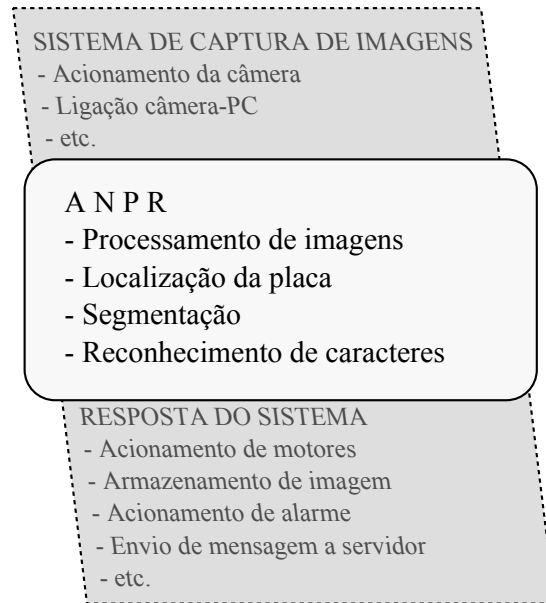 SISTEMA DE CAPTURA DE IMAGENS
- Acionamento da câmera
- Ligação câmera-PC
- etc.
A N P R
- Processamento de imagens
- Localização da placa
- Segmentação
- Reconhecimento de caracteres
RESPOSTA DO SISTEMA
- Acionamento de motores
- Armazenamento de imagem
- Acionamento de alarme
- Envio de mensagem a servidor
- etc.